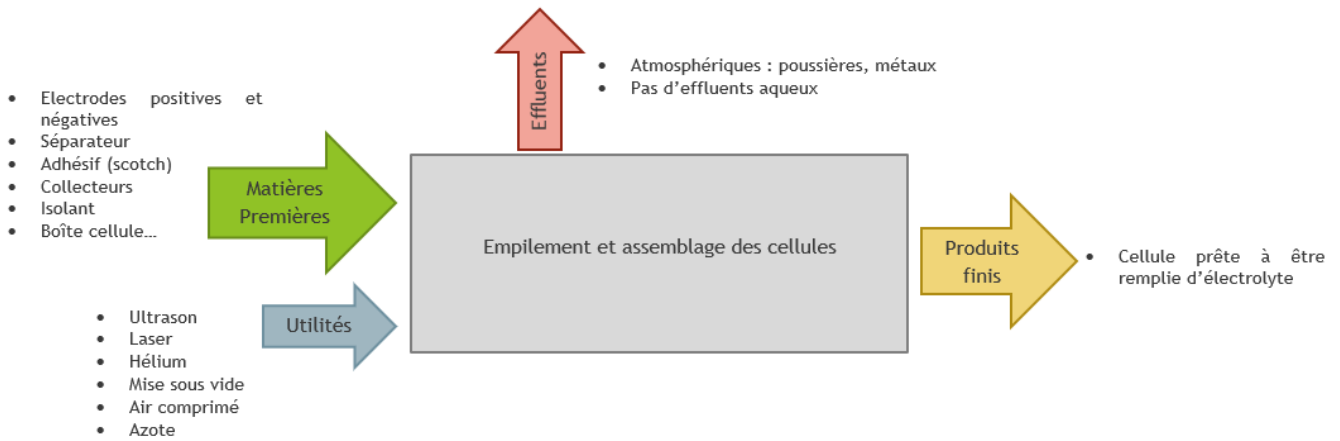 Effluents
• Atmosphériques : poussières, métaux
• Pas d’effluents aqueux
• Electrodes positives et
négatives
• Séparateur
• Adhésif (scotch)
• Collecteurs
• Isolant
• Boîte cellule…
Matières
Premières
Empilement et assemblage des cellules
Produits
finis
• Cellule prête à être
remplie d’électrolyte
• Ultrason
• Laser
• Hélium
• Mise sous vide
• Air comprimé
• Azote
Utilités